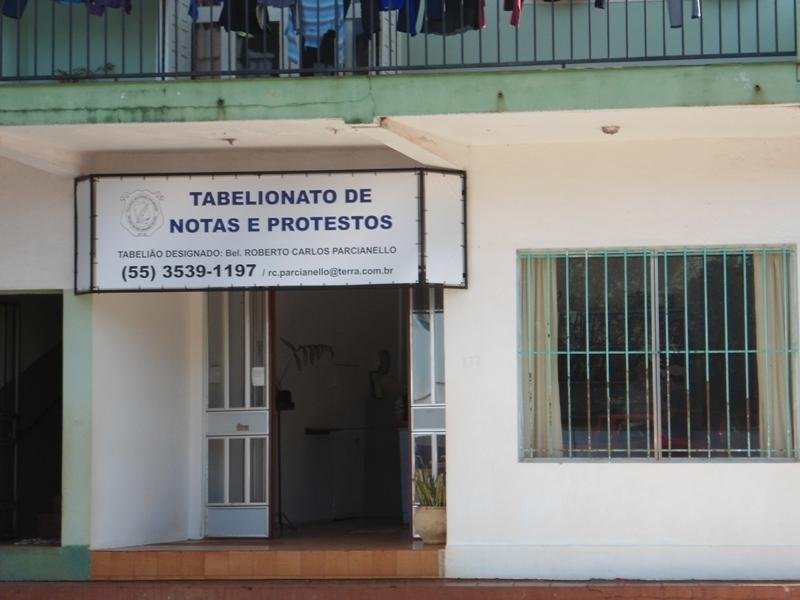 TABELIONATO DE
NOTAS E PROTESTOS
TABELIÃO DESIGNADO: Bel. ROBERTO CARLOS PARCIANELLO
(55) 3539-1197 / rc.parcianello@terra.com.br